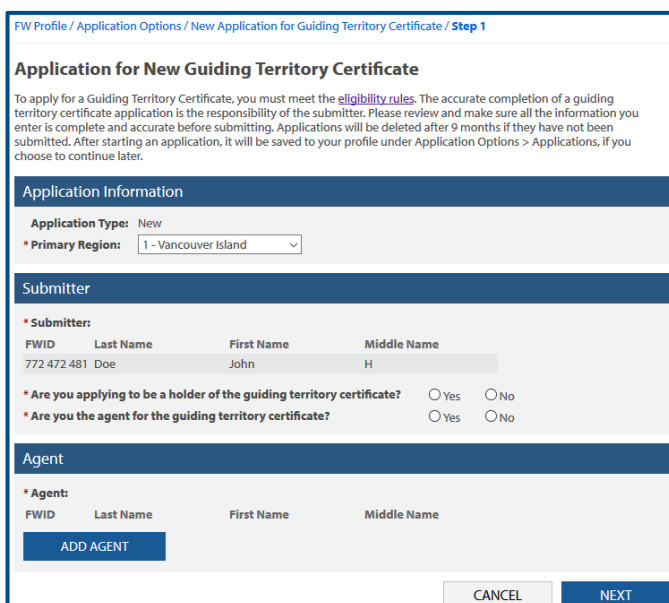 FW Profile / Application Options / New Application for Guiding Territory Certificate / Step 1
Application for New Guiding Territory Certificate
To apply for a Guiding Territory Certificate, you must meet the eligibility rules. The accurate completion of a guiding
territory certificate application is the responsibility of the submitter. Please review and make sure all the information you
enter is complete and accurate before submitting. Applications will be deleted after 9 months if they have not been
submitted. After starting an application, it will be saved to your profile under Application Options > Applications, if you
choose to continue later.
Application Information
Application Type: New
* Primary Region: 1 - Vancouver Island
Submitter
* Submitter:
FWID Last Name First Name Middle Name
772 472 481 Doe John H
* Are you applying to be a holder of the guiding territory certificate? Yes No
* Are you the agent for the guiding territory certificate? Yes No
Agent
* Agent:
FWID Last Name First Name Middle Name
ADD AGENT
CANCEL NEXT